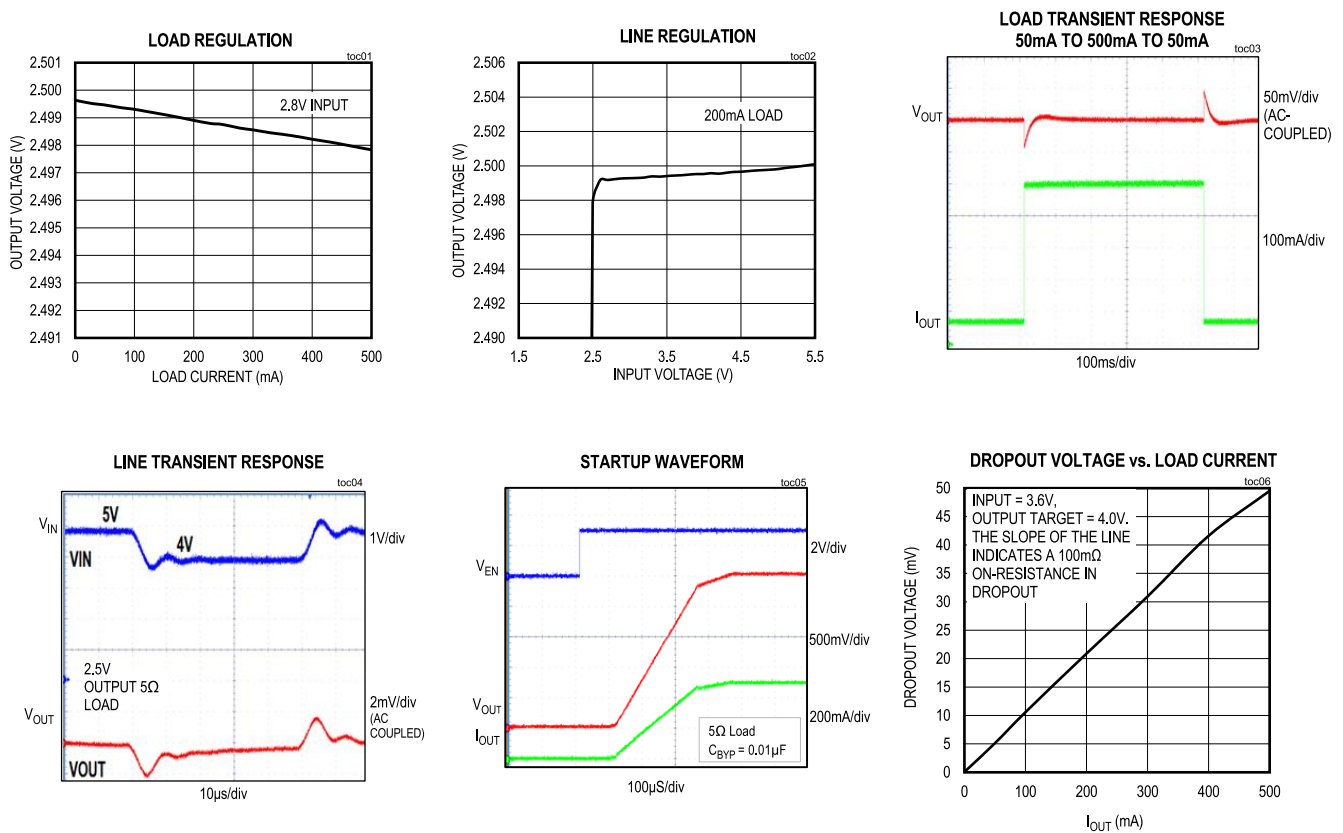 LOAD REGULATION
toc01
2.8V INPUT
OUTPUT VOLTAGE (V)
2.501
2.500
2.499
2.498
2.497
2.496
2.495
2.494
2.493
2.492
2.491
0 100 200 300 400 500
LOAD CURRENT (mA)
LINE REGULATION
toc02
200mA LOAD
OUTPUT VOLTAGE (V)
2.506
2.504
2.502
2.500
2.498
2.496
2.494
2.492
2.490
1.5 2.5 3.5 4.5 5.5
INPUT VOLTAGE (V)
LOAD TRANSIENT RESPONSE
50mA TO 500mA TO 50mA
toc03
VOUT
50mV/div
(AC-
COUPLED)
100mA/div
IOUT
100ms/div
LINE TRANSIENT RESPONSE
toc04
VIN
5V
4V
VIN
1V/div
2.5V
OUTPUT 5Ω
LOAD
VOUT
2mV/div
(AC
COUPLED)
VOUT
10µs/div
STARTUP WAVEFORM
toc05
2V/div
VEN
500mV/div
VOUT
IOUT
200mA/div
5Ω Load
CBYP = 0.01µF
100µS/div
DROPOUT VOLTAGE vs. LOAD CURRENT
toc06
INPUT = 3.6V,
OUTPUT TARGET = 4.0V.
THE SLOPE OF THE LINE
INDICATES A 100mΩ
ON-RESISTANCE IN
DROPOUT
DROPOUT VOLTAGE (mV)
50
45
40
35
30
25
20
15
10
5
0
0 100 200 300 400 500
IOUT (mA)